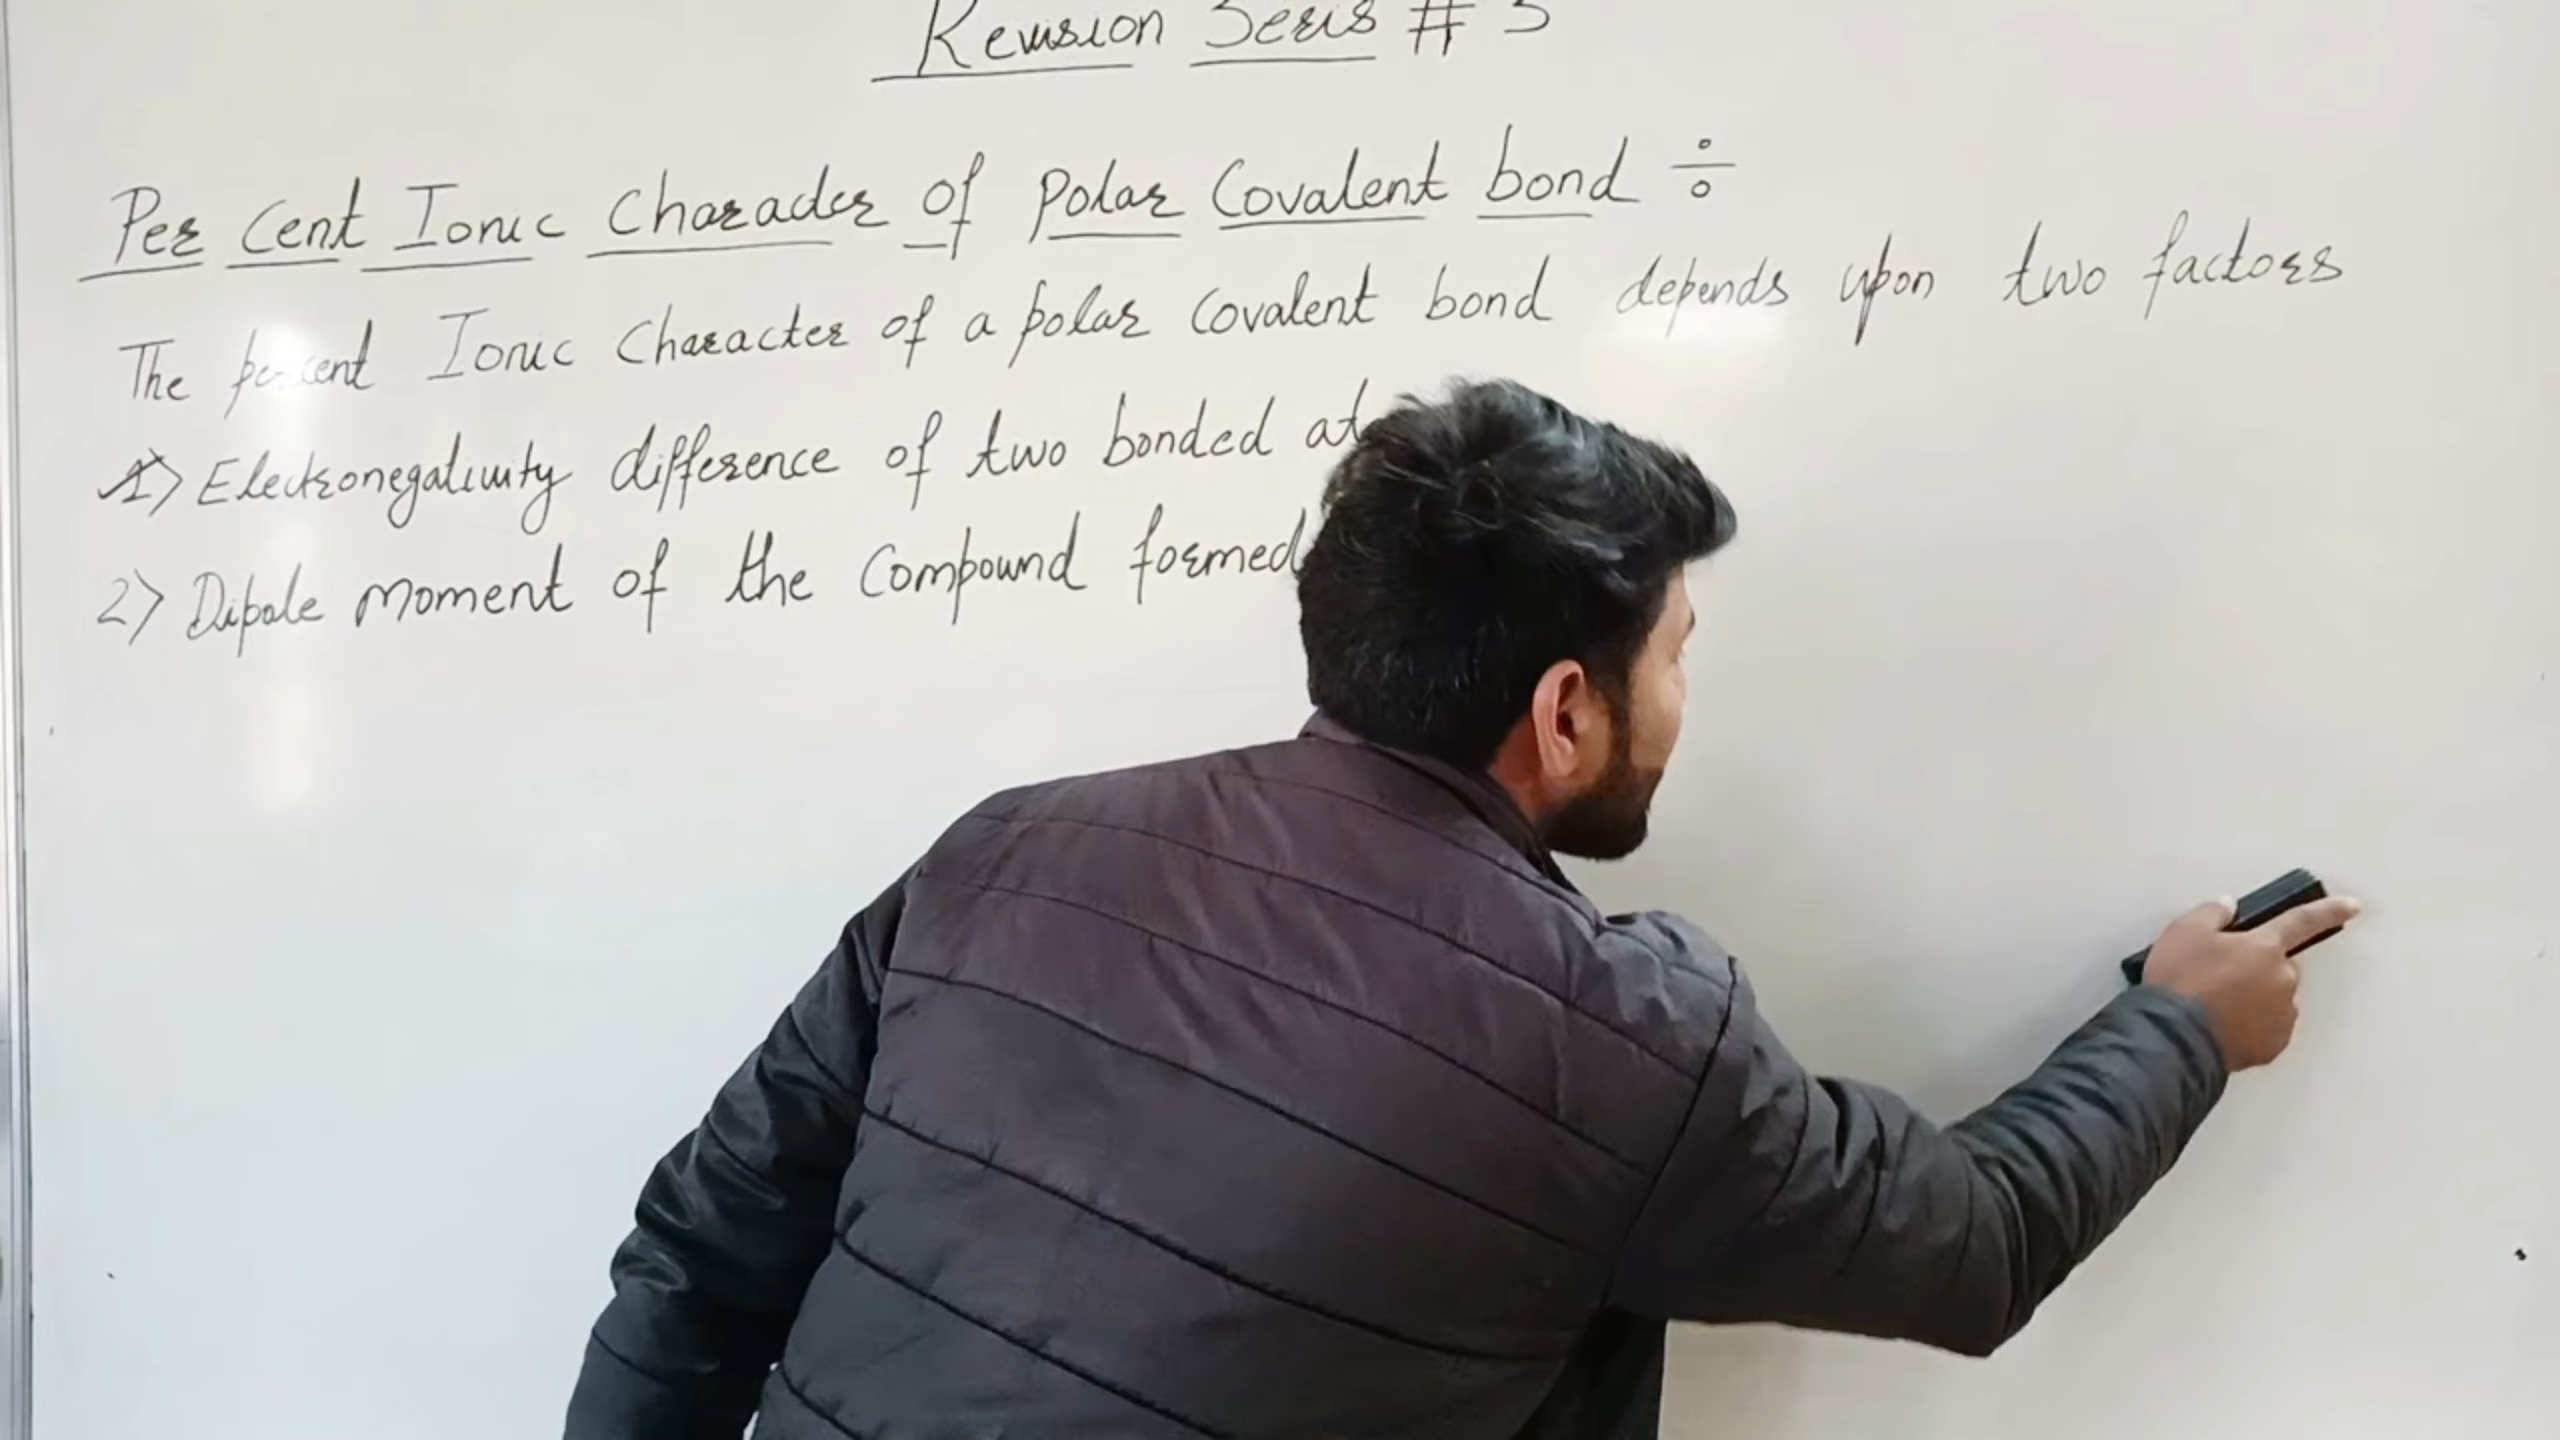 Revision Seris # 3
Per Cent Ionic Character of Polar Covalent bond ÷
The percent Ionic Character of a polar covalent bond depends upon two factors
1> Electronegativity difference of two bonded at
2> Dipole moment of the Compound formed